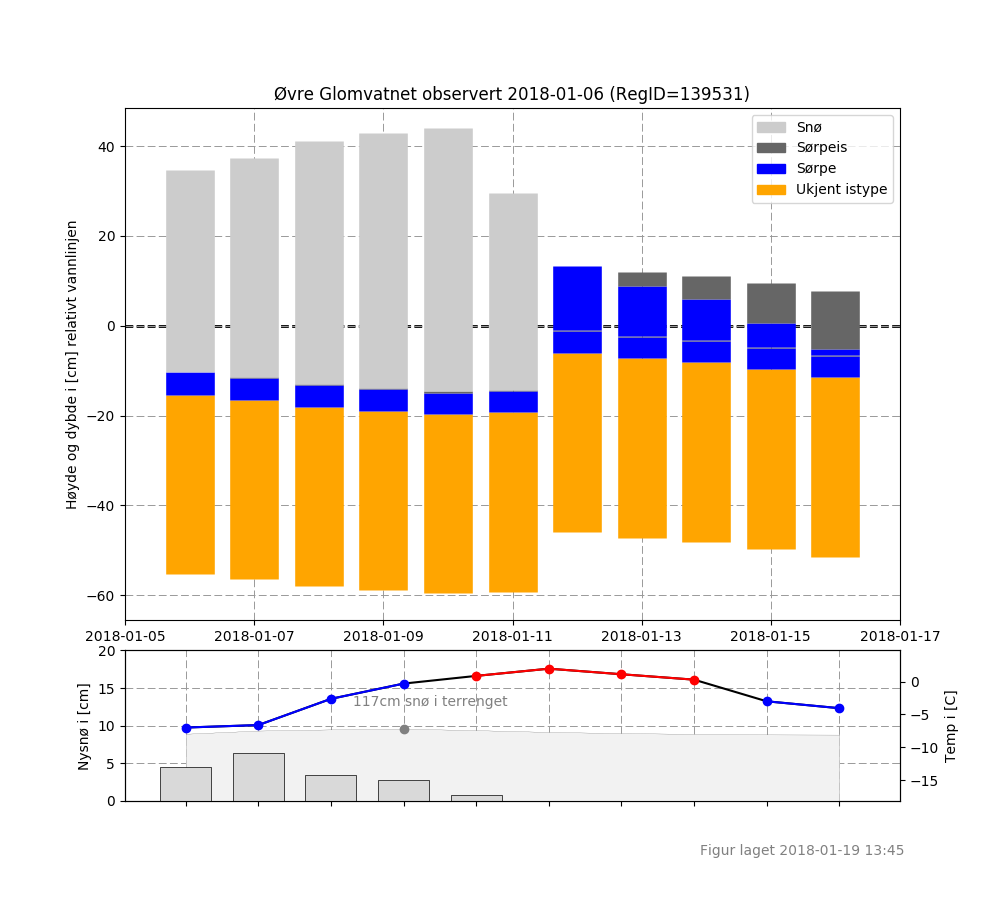 Øvre Glomvatnet observert 2018-01-06 (RegID=139531)
Snø
Sørpeis
Sørpe
Ukjent istype
Høyde og dybde i [cm] relativt vannlinjen
40
20
0
−20
−40
−60
2018-01-05 2018-01-07 2018-01-09 2018-01-11 2018-01-13 2018-01-15 2018-01-17
Nysnø i [cm]
20
15
10
5
0
117cm snø i terrenget
0
−5
−10
−15
Temp i [C]
Figur laget 2018-01-19 13:45